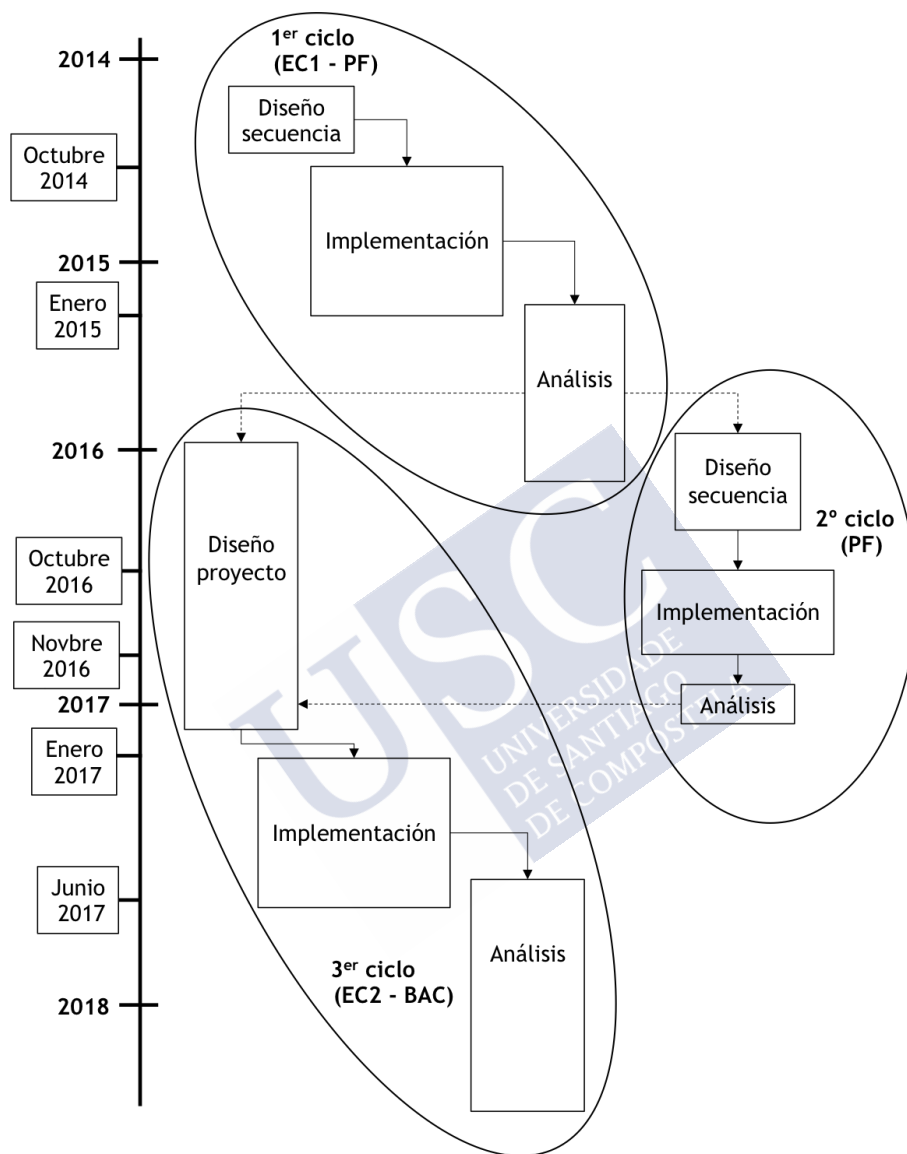 2014
Octubre
2014
2015
Enero
2015
2016
Octubre
2016
Novbre
2016
2017
Enero
2017
Junio
2017
2018
1er ciclo
(EC1 - PF)
Diseño
secuencia
Implementación
Análisis
2º ciclo
(PF)
Diseño
secuencia
Implementación
Análisis
Diseño
proyecto
Implementación
Análisis
3er ciclo
(EC2 - BAC)
USC
UNIVERSIDADE
DE SANTIAGO
DE COMPOSTELA